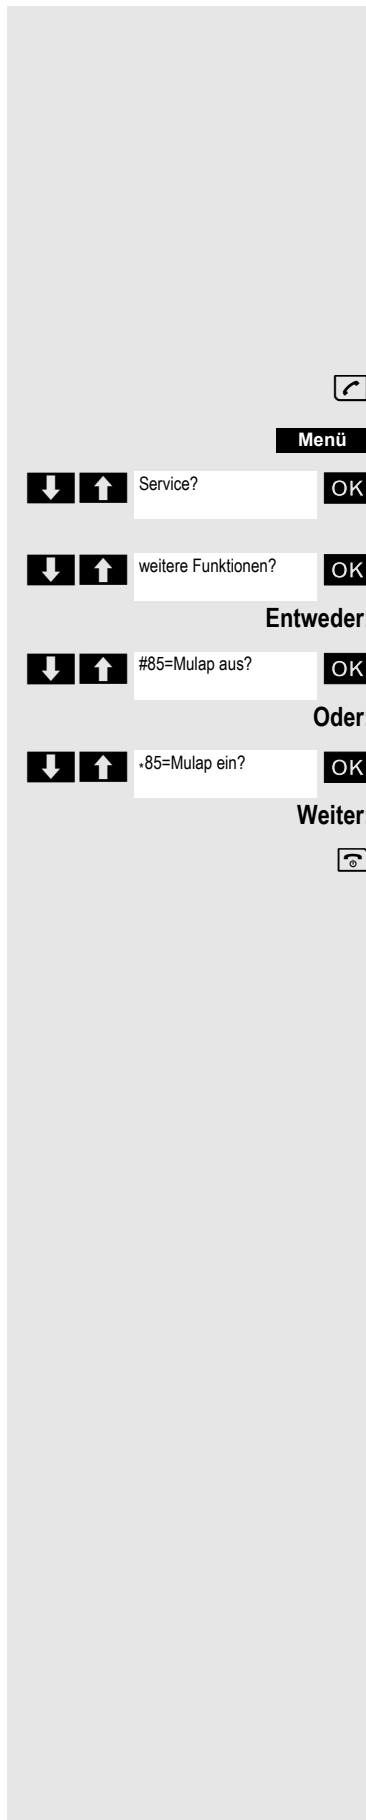 Menü
Service? OK
weitere Funktionen? OK
Entweder:
#85=Mulap aus? OK
Oder:
*85=Mulap ein? OK
Weiter: